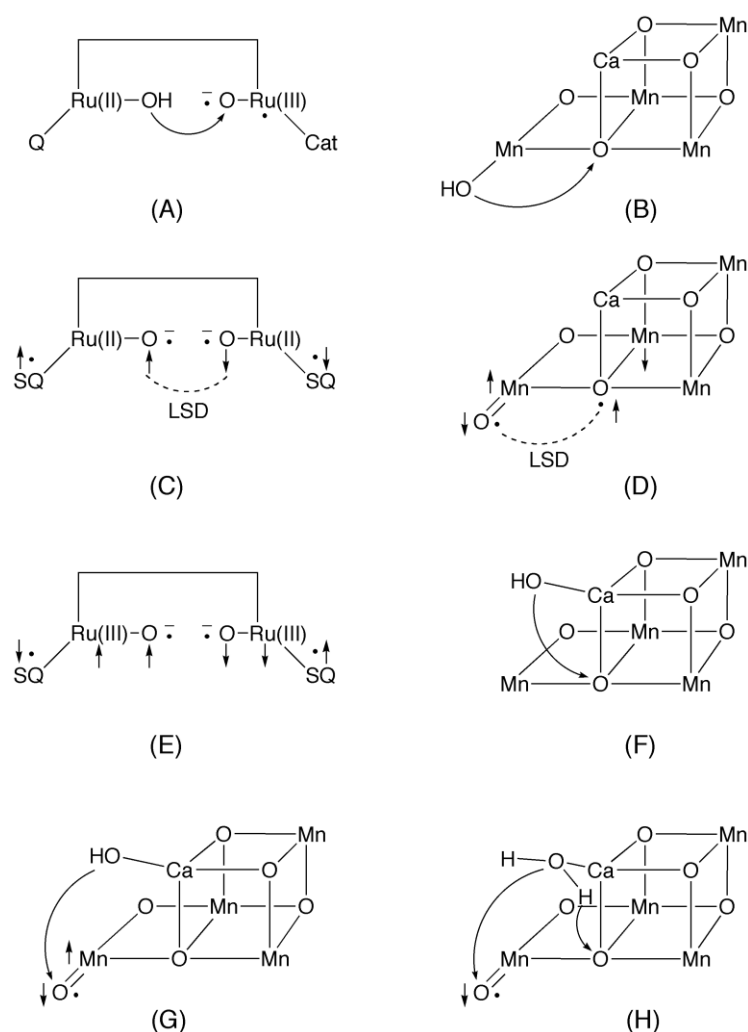 Ru(II)–OH O–Ru(III)
Q Cat
(A)
O Mn
Ca O
O Mn O
Mn O Mn
HO
(B)
Ru(II)–O O–Ru(II)
SQ SQ
LSD
(C)
O Mn
Ca O
O Mn O
Mn O Mn
O
LSD
(D)
Ru(III)–O O–Ru(III)
SQ SQ
(E)
O Mn
HO Ca O
O Mn O
Mn O Mn
(F)
O Mn
HO Ca O
O Mn O
Mn O Mn
O
(G)
O Mn
H O Ca O
H
O Mn O
Mn O Mn
O
(H)